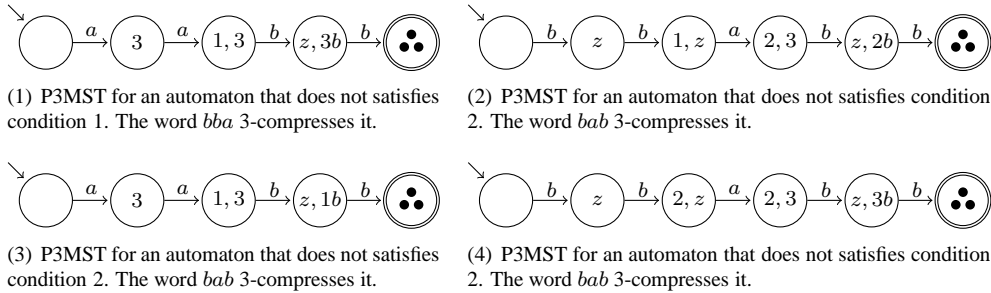 a a b b
3 1, 3 z, 3b
(1) P3MST for an automaton that does not satisfies
condition 1. The word bba 3-compresses it.
b b a b b
z 1, z 2, 3 z, 2b
(2) P3MST for an automaton that does not satisfies condition
2. The word bab 3-compresses it.
a a b b
3 1, 3 z, 1b
(3) P3MST for an automaton that does not satisfies
condition 2. The word bab 3-compresses it.
b b a b b
z 2, z 2, 3 z, 3b
(4) P3MST for an automaton that does not satisfies condition
2. The word bab 3-compresses it.